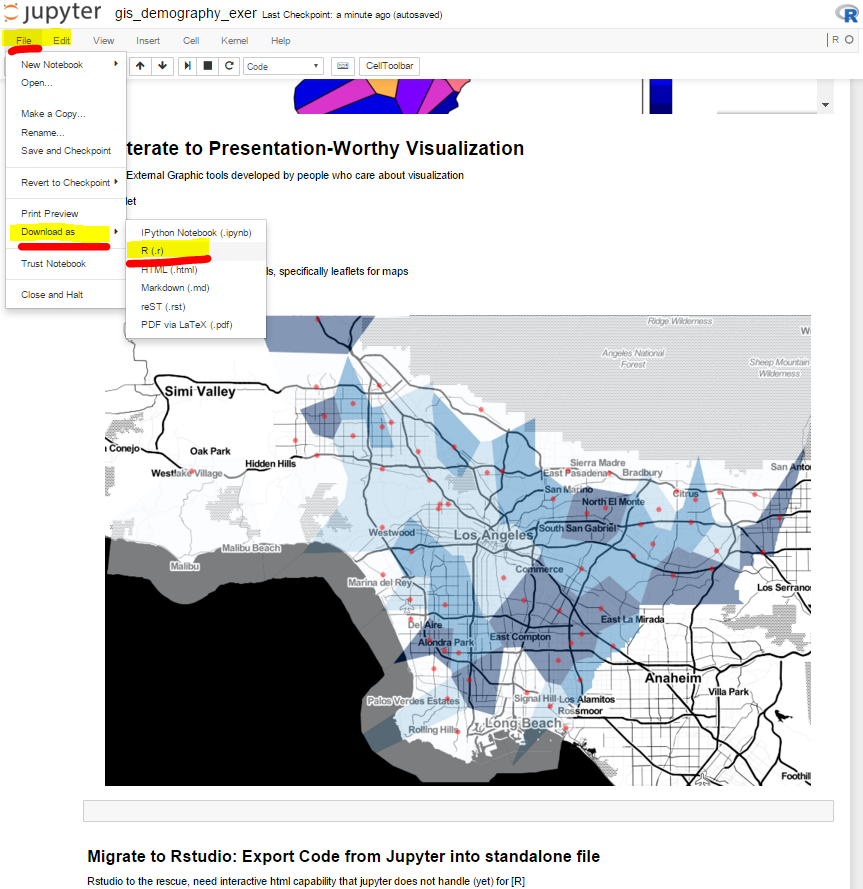 jupyter gis_demography_exer Last Checkpoint: a minute ago (autosaved)
R
File Edit View Insert Cell Kernel Help
R
New Notebook
Open...
Make a Copy...
Rename...
Save and Checkpoint
Revert to Checkpoint
Print Preview
Download as
Trust Notebook
Close and Halt
Code
CellToolbar
IPython Notebook (.ipynb)
R (.r)
HTML (.html)
Markdown (.md)
reST (.rst)
PDF via LaTeX (.pdf)
terate to Presentation-Worthy Visualization
External Graphic tools developed by people who care about visualization
let
ls, specifically leaflets for maps
Ridge Wilderness
W
Angeles National
Forest
Sheep Mountain
Wilderness
Simi Valley
Conejo
Oak Park
Hidden Hills
Westlake Village
Sierra Madre
East Pasadena
Bradbury
San Anto
San Marino
Citrus
North El Monte
South San Gabriel
Westwood
Los Angeles
Malibu Beach
Malibu
Commerce
Marina del Rey
Los Serrano
Del Aire
East La Mirada
Alondra Park
East Compton
Anaheim
Villa Park
Palos Verdes Estates
Signal Hill
Los Alamitos
Rossmoor
Long Beach
Rolling Hills
Foothil
Migrate to Rstudio: Export Code from Jupyter into standalone file
Rstudio to the rescue, need interactive html capability that jupyter does not handle (yet) for [R]